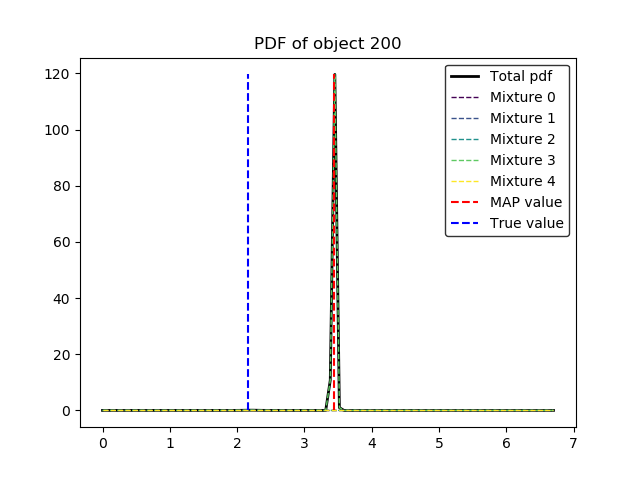 PDF of object 200
120
100
80
60
40
20
0
0 1 2 3 4 5 6 7
Total pdf
Mixture 0
Mixture 1
Mixture 2
Mixture 3
Mixture 4
MAP value
True value